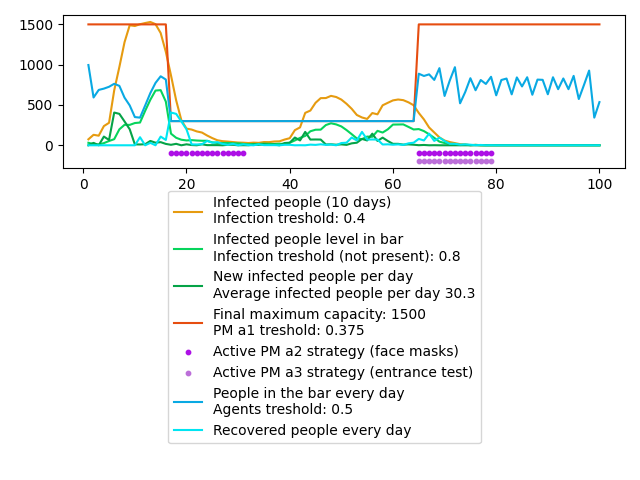 1500
1000
500
0
0
20
40
60
80
100
Infected people (10 days)
Infection treshold: 0.4
Infected people level in bar
Infection treshold (not present): 0.8
New infected people per day
Average infected people per day 30.3
Final maximum capacity: 1500
PM a1 treshold: 0.375
Active PM a2 strategy (face masks)
Active PM a3 strategy (entrance test)
People in the bar every day
Agents treshold: 0.5
Recovered people every day